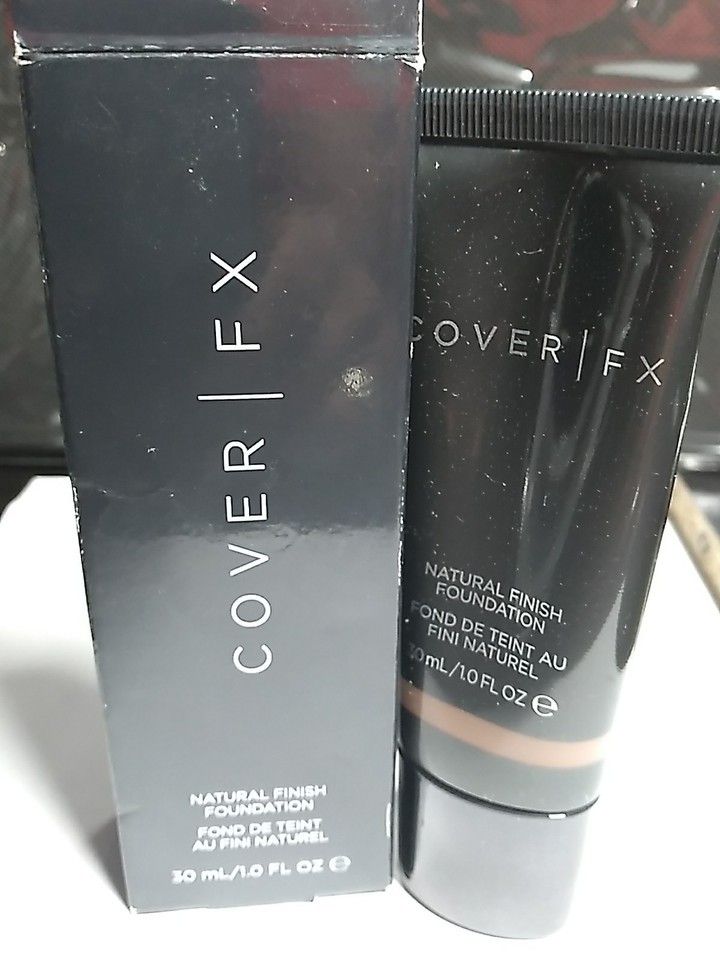 COVER | FX
NATURAL FINISH
FOUNDATION
FOND DE TEINT
AU FINI NATUREL
30 mL/1.0 FL OZ ℮
COVER | FX
NATURAL FINISH
FOUNDATION
FOND DE TEINT AU
FINI NATUREL
30 mL/1.0 FL OZ ℮